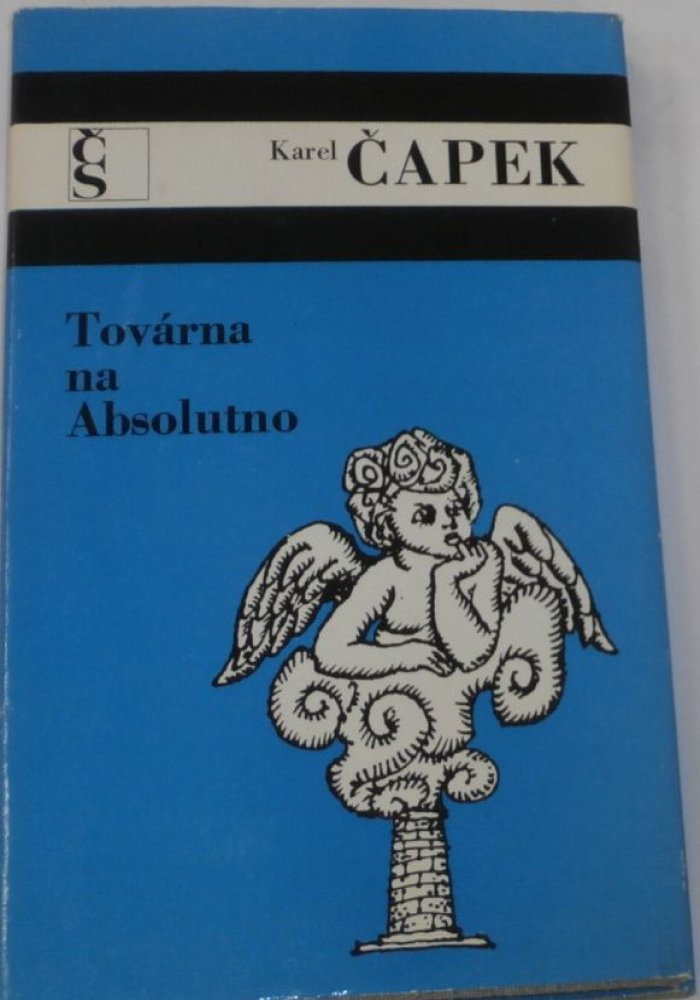 ČS
Karel ČAPEK
Továrna
na
Absolutno